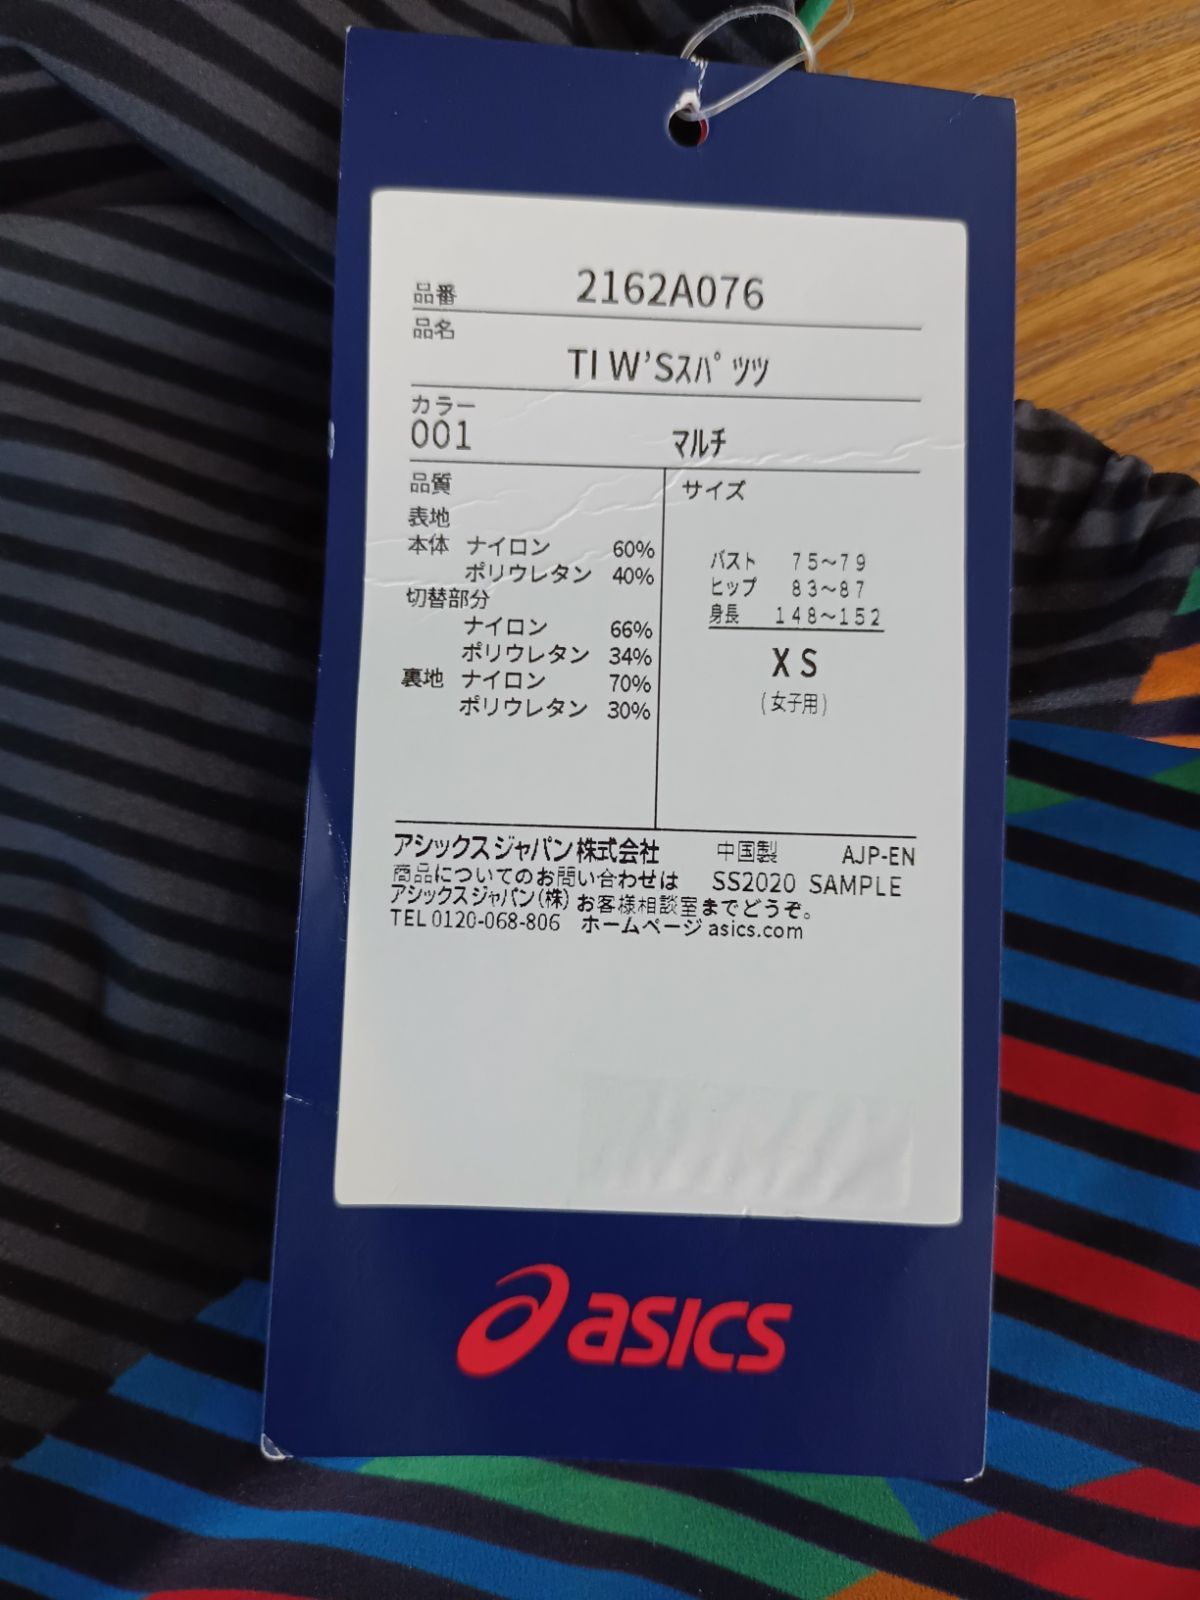 品番 2162A076
品名
TI W'Sｽﾊﾟッツ
カラー
001 マルチ
品質
サイズ
表地
本体 ナイロン 60%
ポリウレタン 40%
切替部分
ナイロン 66%
ポリウレタン 34%
裏地 ナイロン 70%
ポリウレタン 30%
バスト 75~79
ヒップ 83~87
身長 148~152
XS
(女子用)
アシックスジャパン株式会社 中国製 AJP-EN
商品についてのお問い合わせは SS2020 SAMPLE
アシックスジャパン(株)お客様相談室までどうぞ。
TEL 0120-068-806 ホームページ asics.com
asics